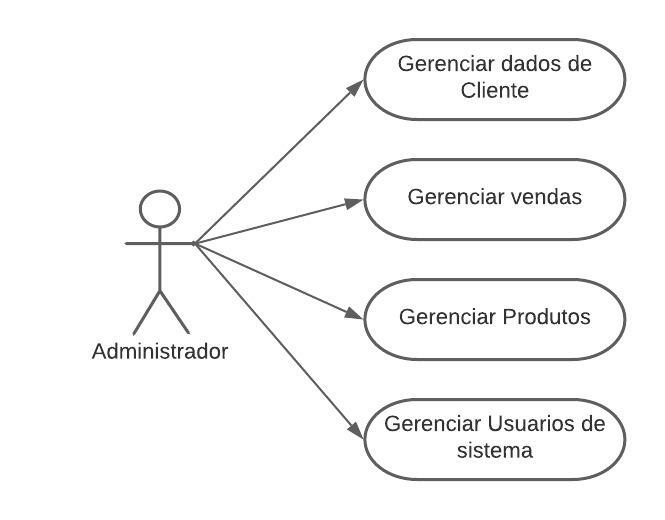 Gerenciar dados de
Cliente
Gerenciar vendas
Gerenciar Produtos
Administrador
Gerenciar Usuarios de
sistema